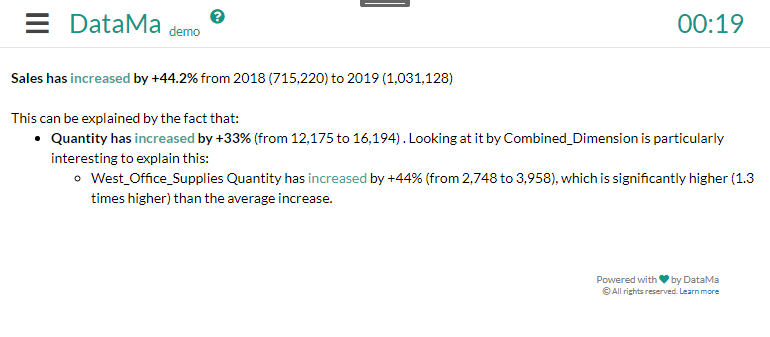 DataMa demo ?
00:19
Sales has increased by +44.2% from 2018 (715,220) to 2019 (1,031,128)
This can be explained by the fact that:
• Quantity has increased by +33% (from 12,175 to 16,194) . Looking at it by Combined_Dimension is particularly
interesting to explain this:
◦ West_Office_Supplies Quantity has increased by +44% (from 2,748 to 3,958), which is significantly higher (1.3
times higher) than the average increase.
Powered with ♥ by DataMa
© All rights reserved. Learn more